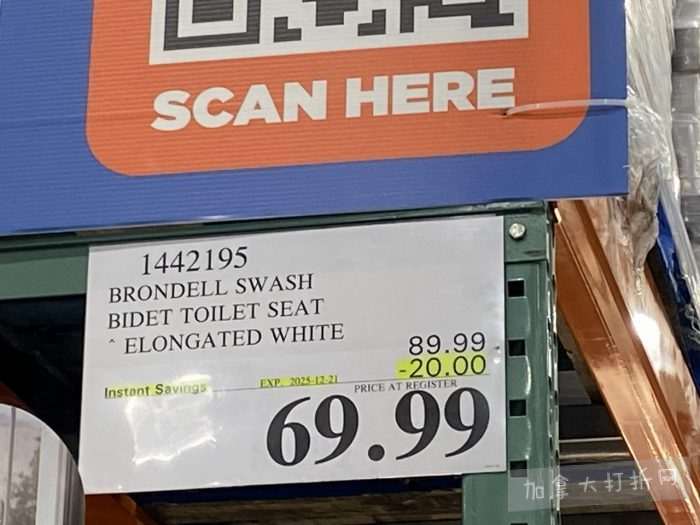 SCAN HERE
1442195
BRONDELL SWASH
BIDET TOILET SEAT
^ ELONGATED WHITE
89.99
-20.00
Instant Savings EXP. 2025-12-21 PRICE AT REGISTER
69.99
加拿大打折网